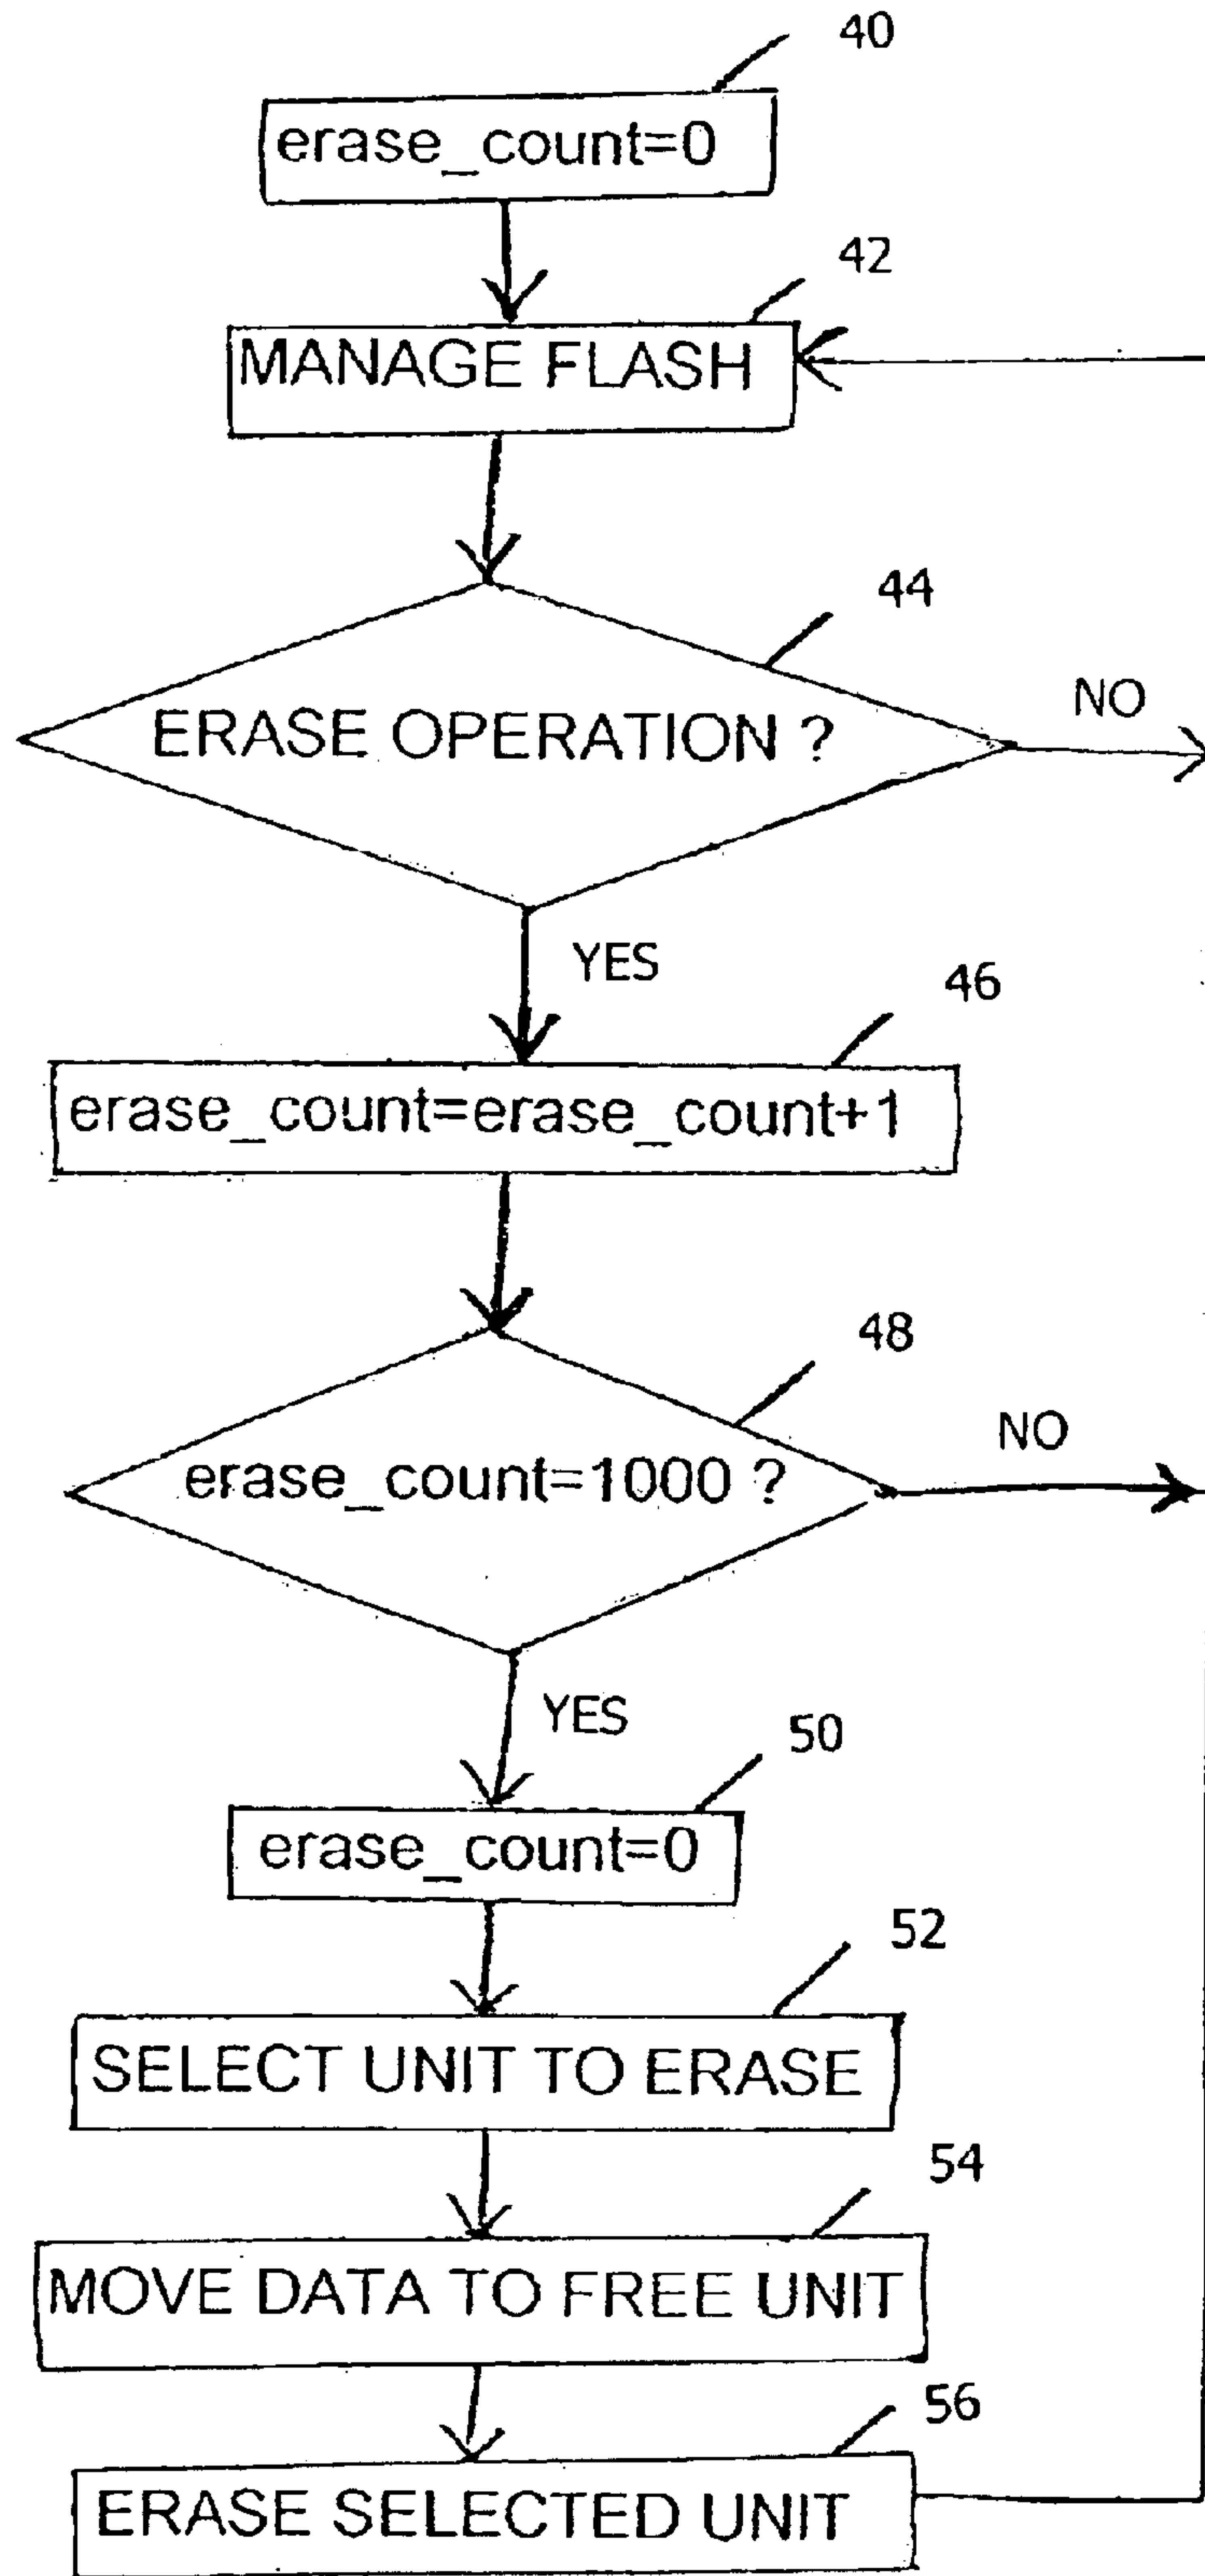 40
erase_count=0
42
MANAGE FLASH
44
ERASE OPERATION ?
NO
YES
46
erase_count=erase_count+1
48
erase_count=1000 ?
NO
YES
50
erase_count=0
52
SELECT UNIT TO ERASE
54
MOVE DATA TO FREE UNIT
56
ERASE SELECTED UNIT